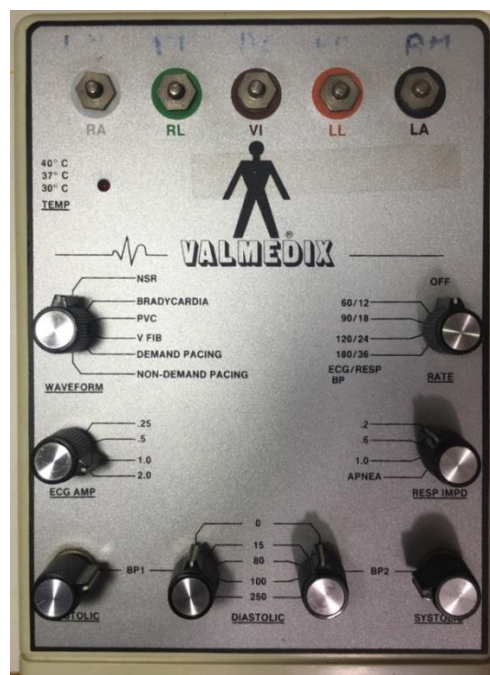 RA RL VI LL LA
40° C
37° C
30° C
TEMP
®
VALMEDIX
NSR
BRADYCARDIA
PVC
V FIB
DEMAND PACING
NON-DEMAND PACING
WAVEFORM
OFF
60/12
90/18
120/24
180/36
ECG/RESP
BP
RATE
.25
.5
1.0
2.0
ECG AMP
.2
.6
1.0
APNEA
RESP IMPD
0
15
80
100
250
BP1
BP2
DIASTOLIC